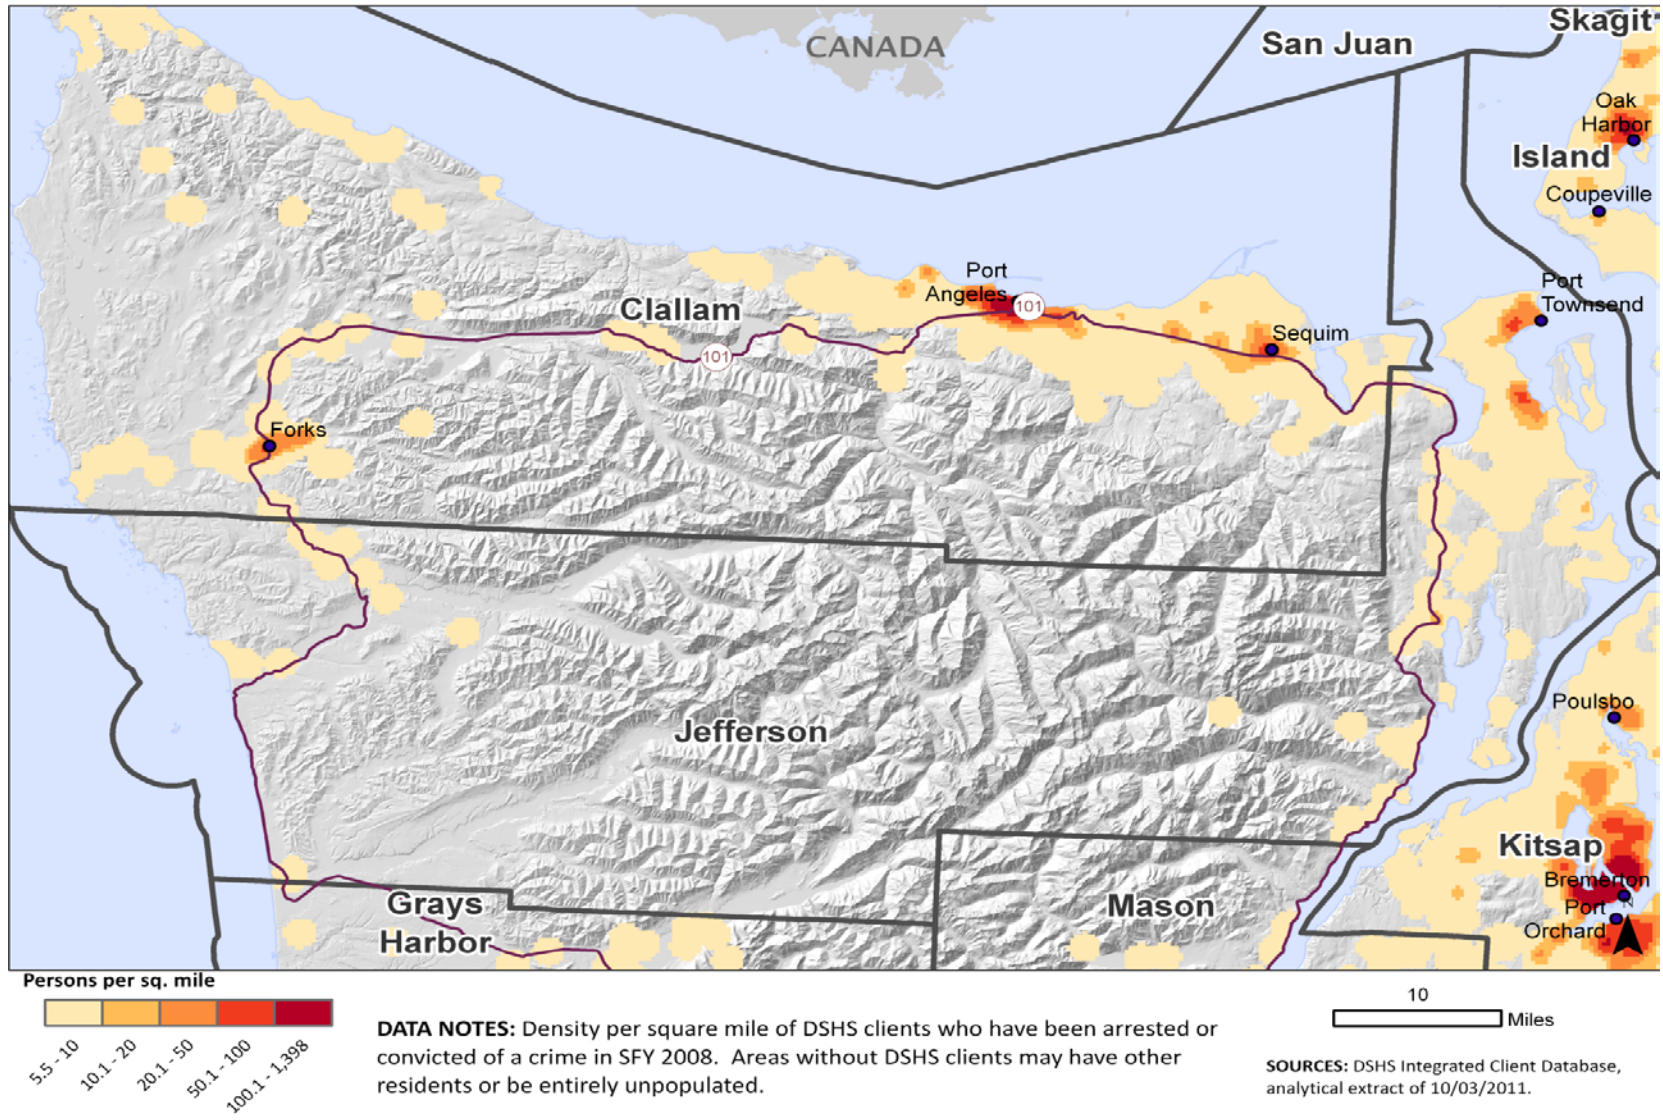 CANADA
San Juan
Skagit
Oak
Harbor
Island
Coupeville
Port
Townsend
Port
Angeles
101
Clallam
101
Sequim
Forks
Jefferson
Poulsbo
Kitsap
Bremerton
Port
Orchard
N
Grays
Harbor
Mason
Persons per sq. mile
5.5 - 10
10.1 - 20
20.1 - 50
50.1 - 100
100.1 - 1,398
DATA NOTES: Density per square mile of DSHS clients who have been arrested or
convicted of a crime in SFY 2008. Areas without DSHS clients may have other
residents or be entirely unpopulated.
10
Miles
SOURCES: DSHS Integrated Client Database,
analytical extract of 10/03/2011.